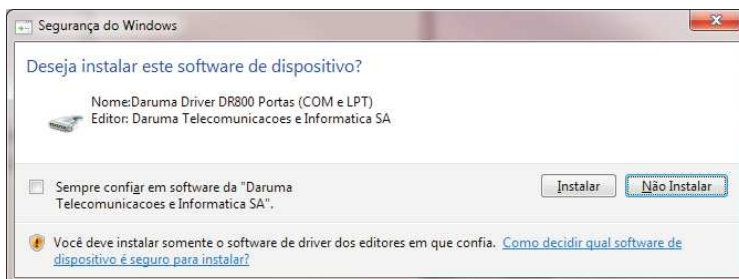 Segurança do Windows
Deseja instalar este software de dispositivo?
Nome:Daruma Driver DR800 Portas (COM e LPT)
Editor: Daruma Telecomunicacoes e Informatica SA
Sempre confiar em software da "Daruma
Telecomunicacoes e Informatica SA".
Instalar
Não Instalar
Você deve instalar somente o software de driver dos editores em que confia. Como decidir qual software de
dispositivo é seguro para instalar?